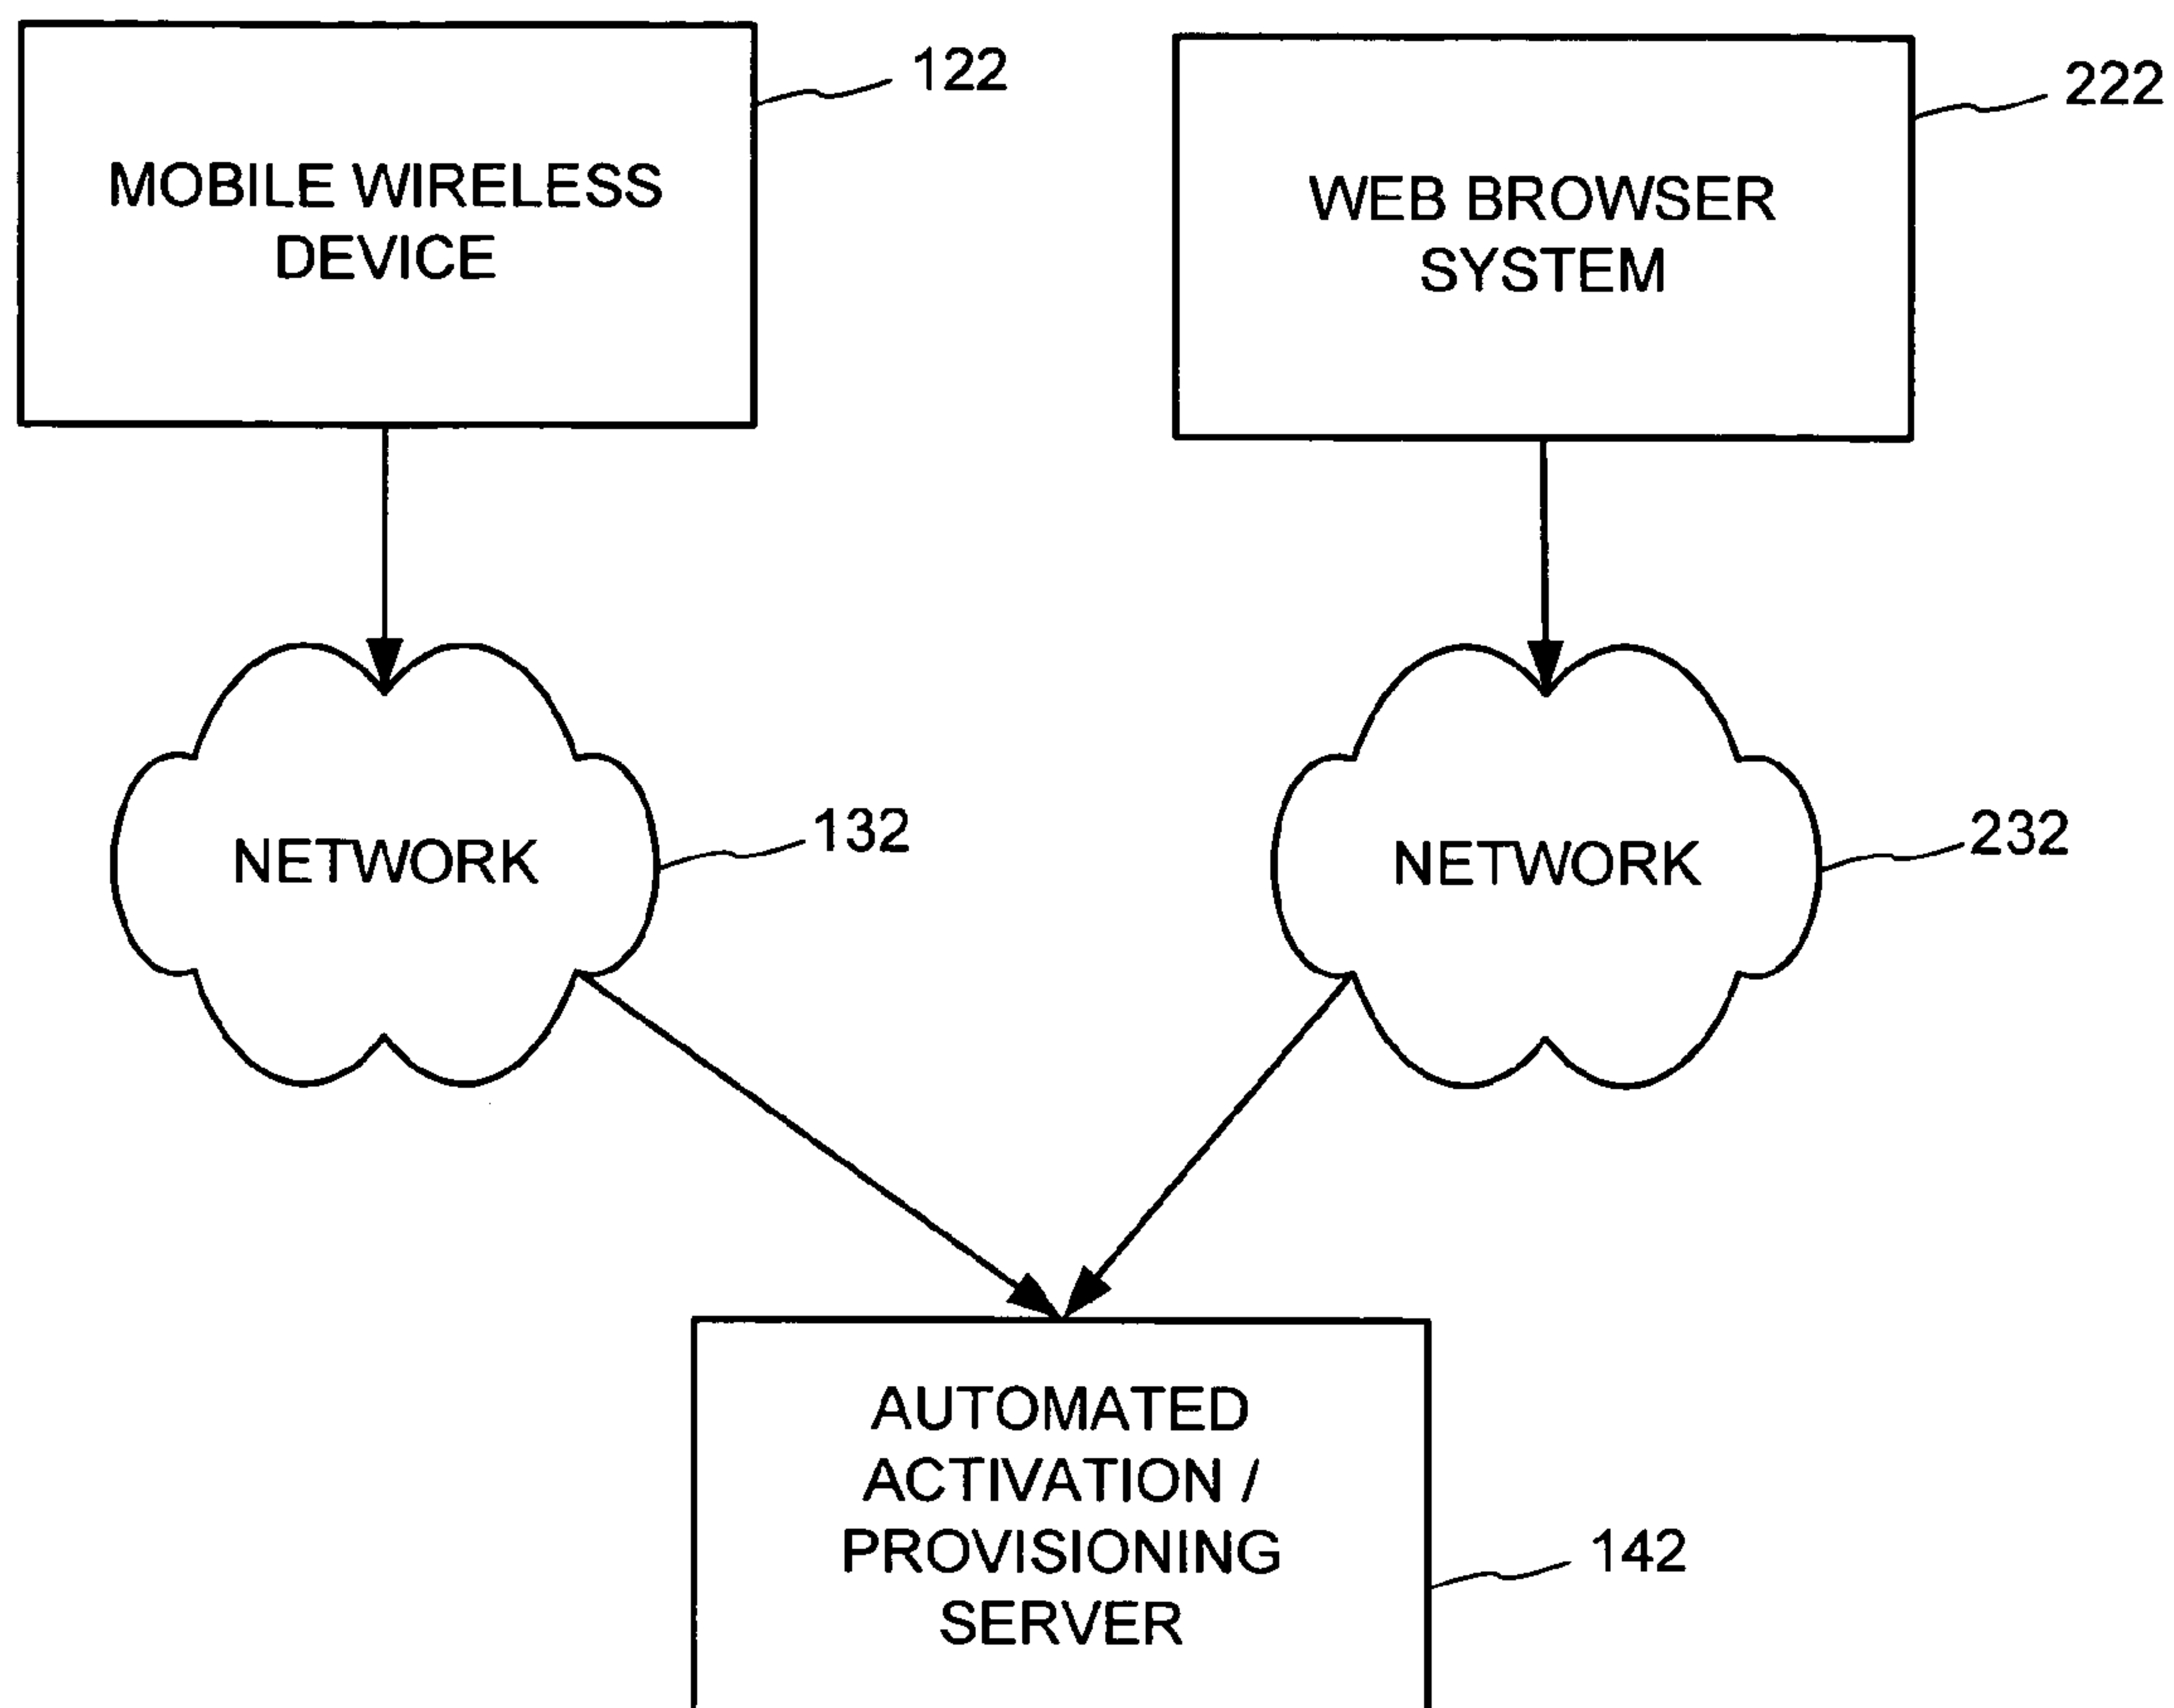 122
MOBILE WIRELESS
DEVICE
222
WEB BROWSER
SYSTEM
132
NETWORK
232
NETWORK
AUTOMATED
ACTIVATION /
PROVISIONING
SERVER
142